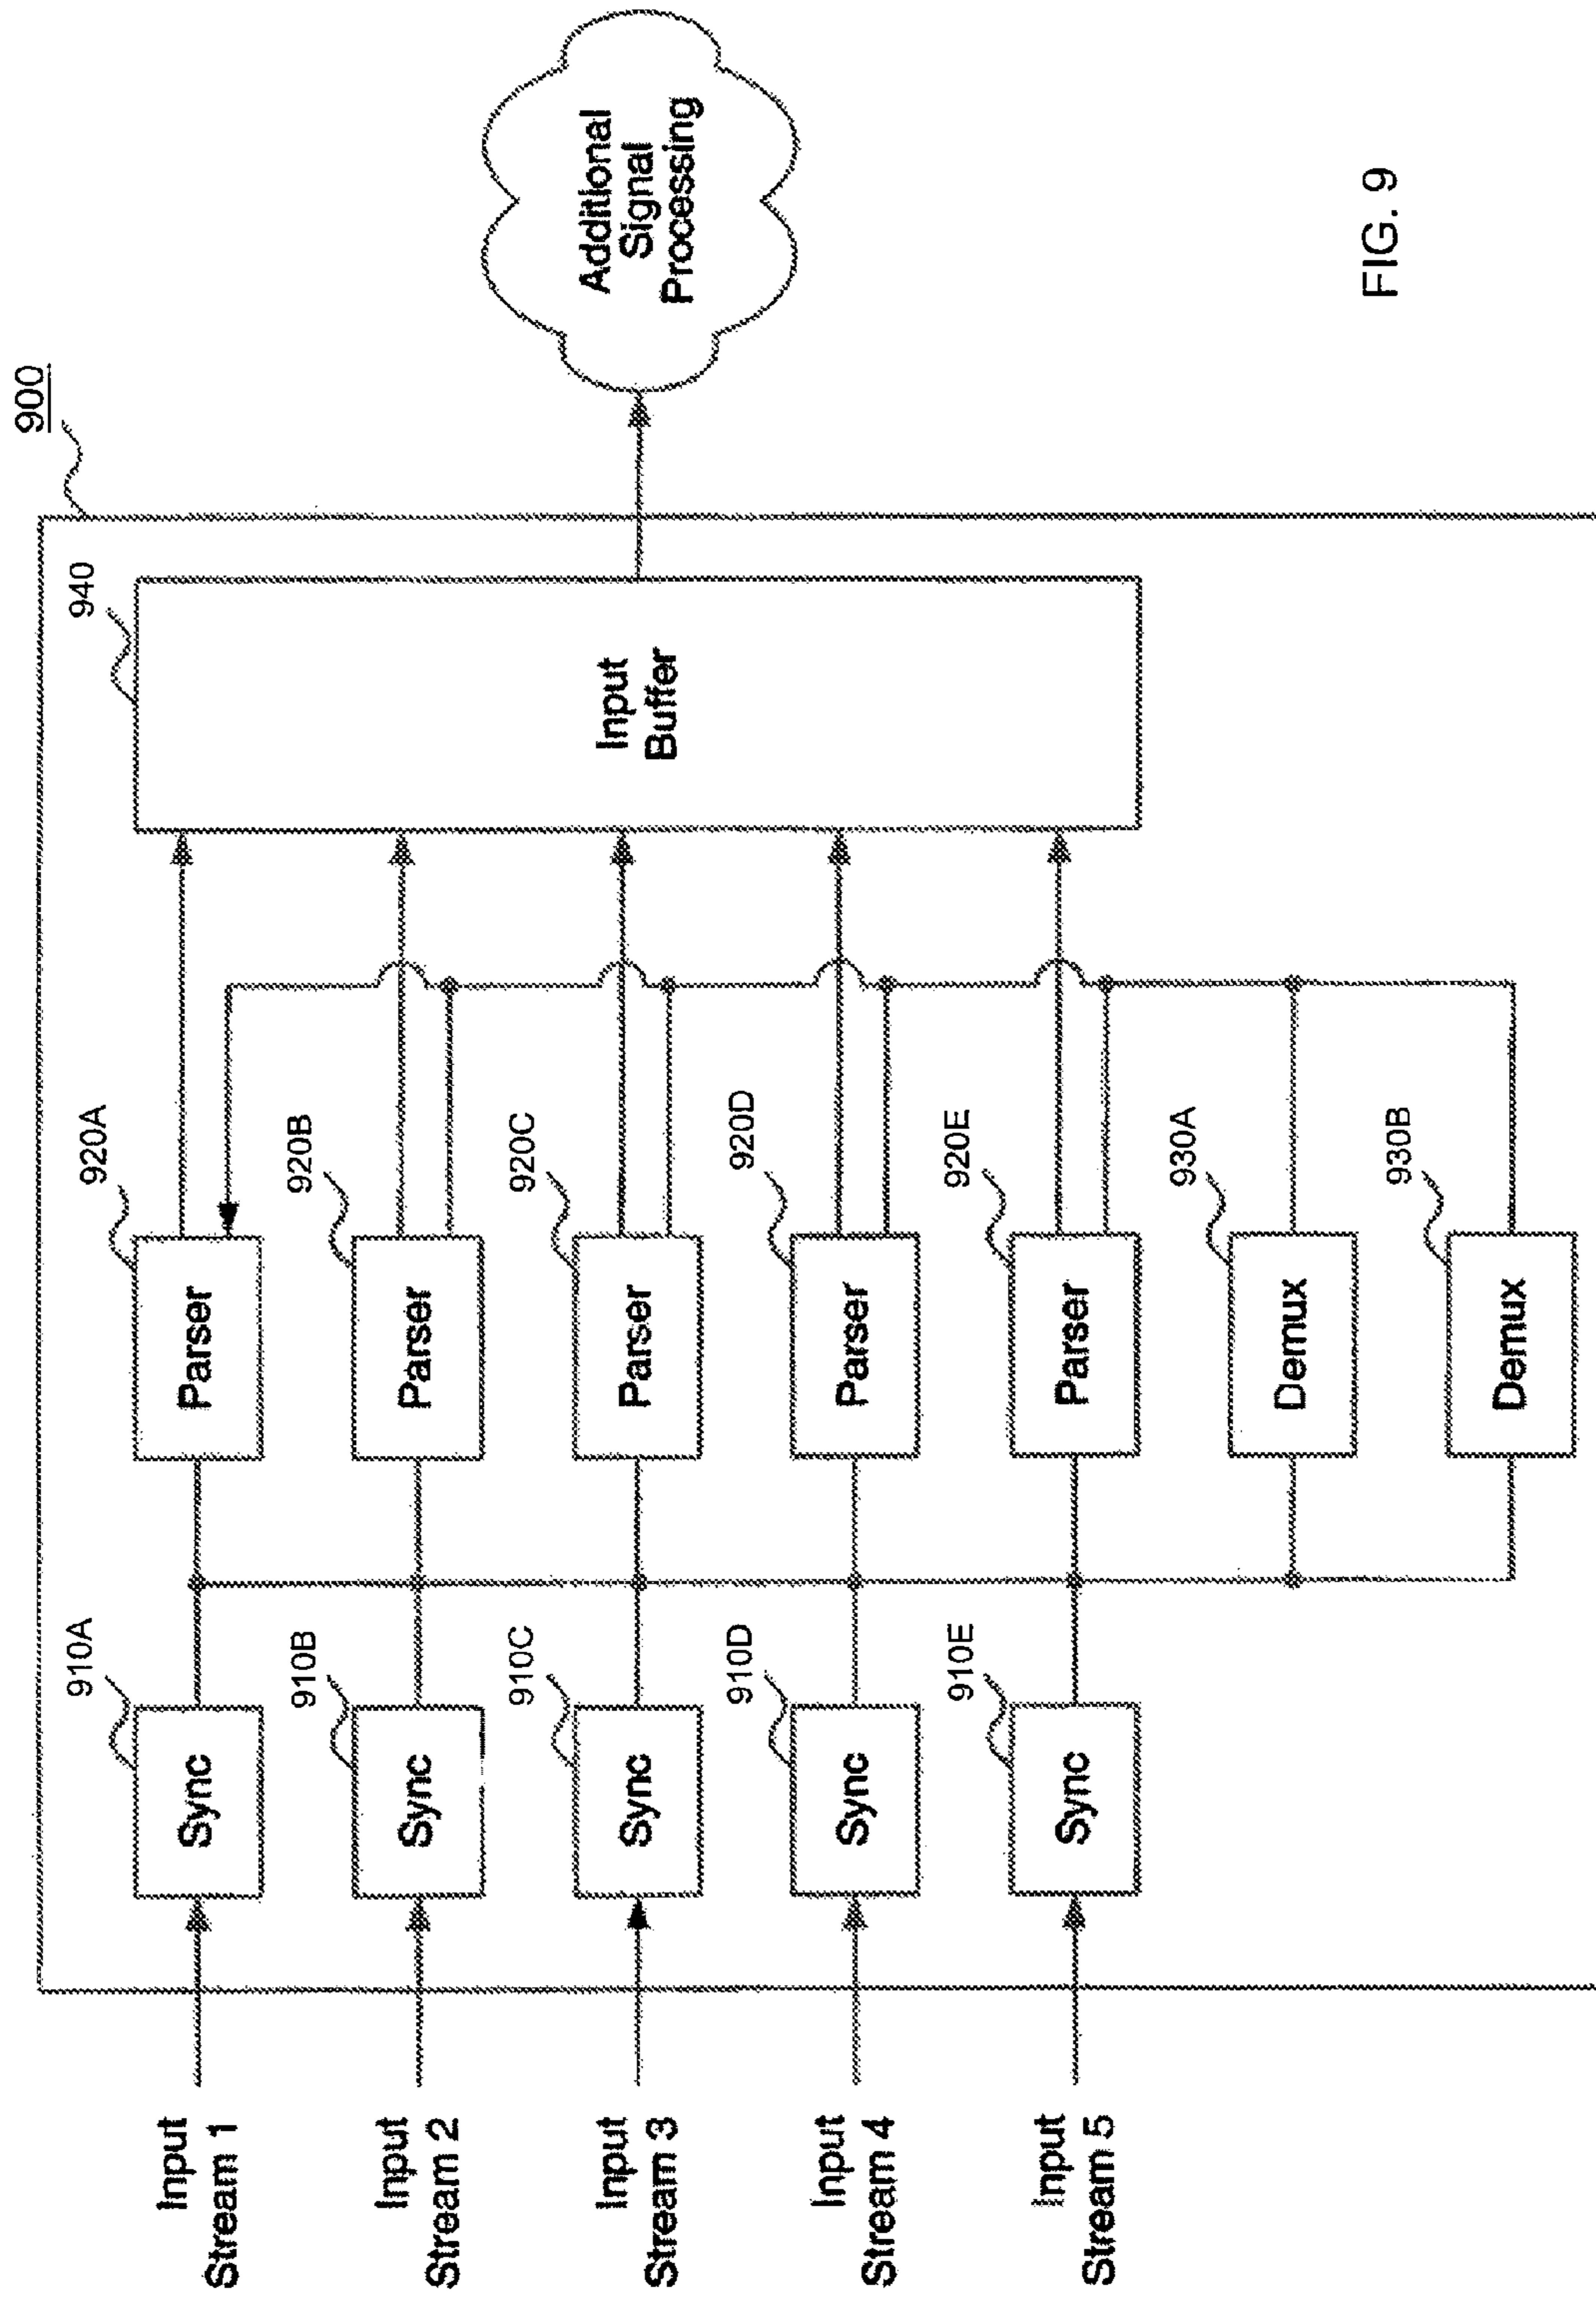 900
940
Input
Stream 1
910A
Sync
920A
Parser
Input
Stream 2
910B
Sync
920B
Parser
Input
Stream 3
910C
Sync
920C
Parser
Input
Buffer
Additional
Signal
Processing
Input
Stream 4
910D
Sync
920D
Parser
Input
Stream 5
910E
Sync
920E
Parser
930A
Demux
930B
Demux
FIG. 9